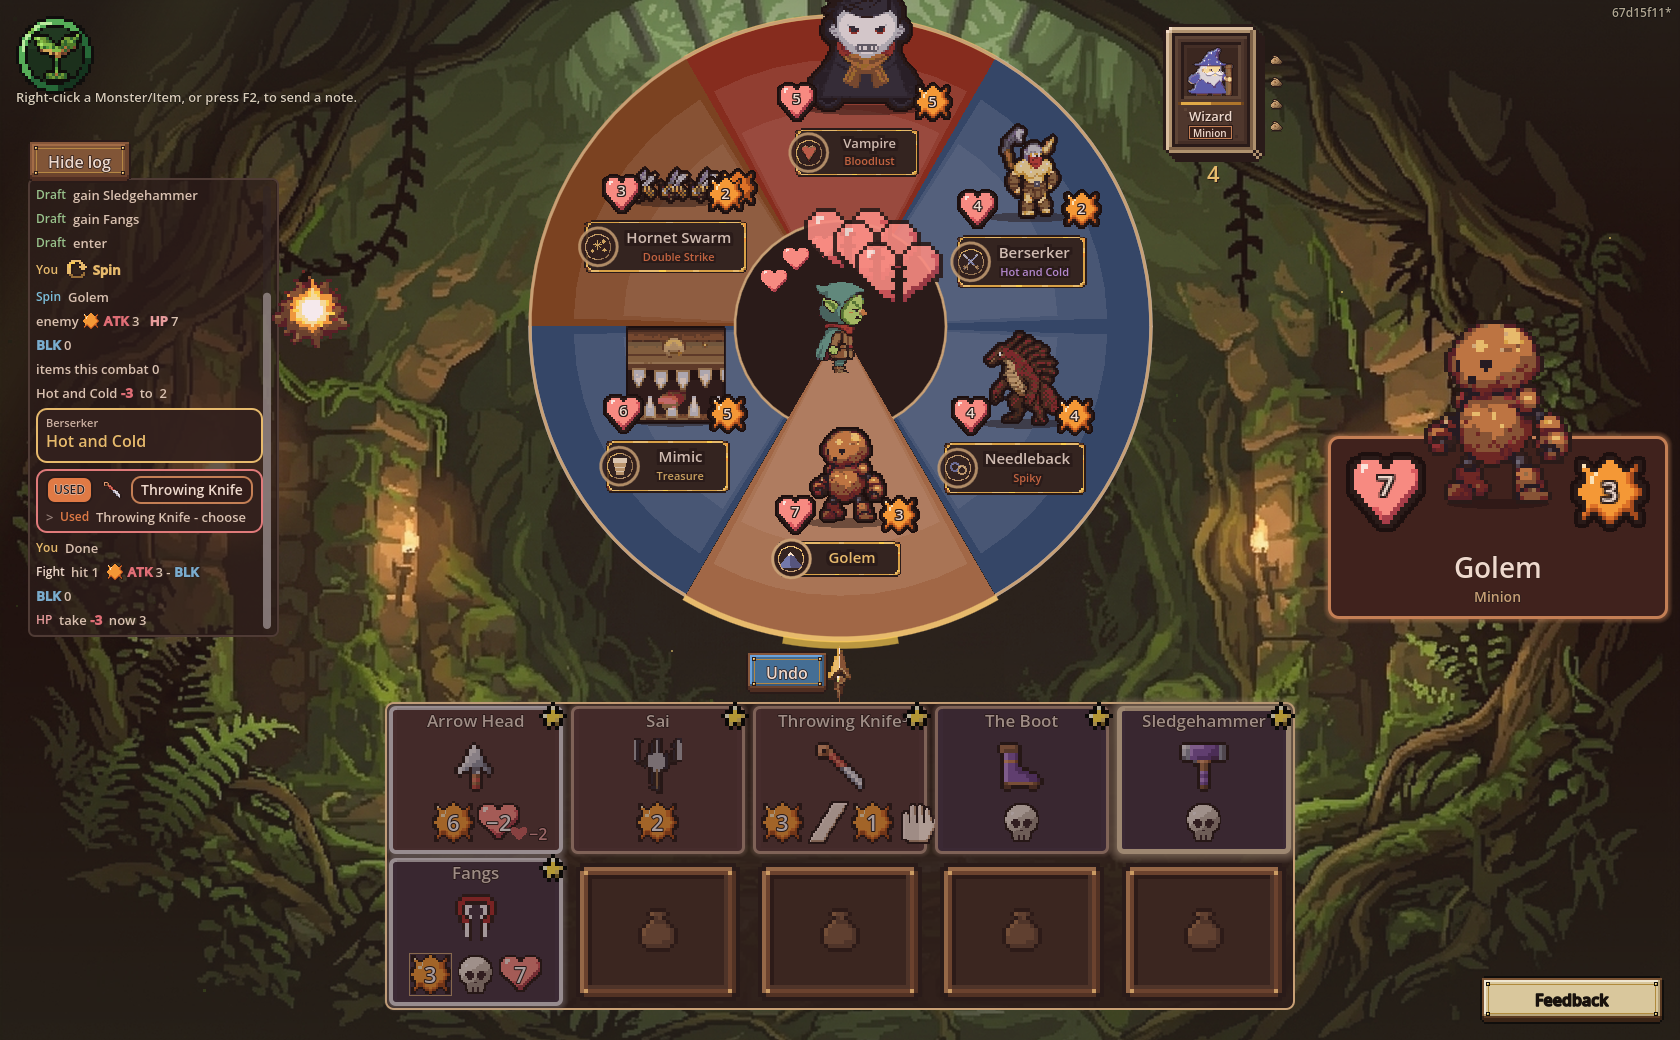 67d15f11*
Right-click a Monster/Item, or press F2, to send a note.
Hide log
Draft gain Sledgehammer
Draft gain Fangs
Draft enter
You Spin
Spin Golem
enemy ATK 3 HP 7
BLK 0
items this combat 0
Hot and Cold -3 to 2
Berserker
Hot and Cold
USED Throwing Knife
> Used Throwing Knife - choose
You Done
Fight hit 1 ATK 3 - BLK
BLK 0
HP take -3 now 3
5
5
Vampire
Bloodlust
4
2
Berserker
Hot and Cold
3
2
Hornet Swarm
Double Strike
6
5
Mimic
Treasure
4
4
Needleback
Spiky
7
3
Golem
Wizard
Minion
4
7
3
Golem
Minion
Undo
Arrow Head
6
-2
-2
Sai
2
Throwing Knife
3
1
The Boot
Sledgehammer
Fangs
3
7
Feedback